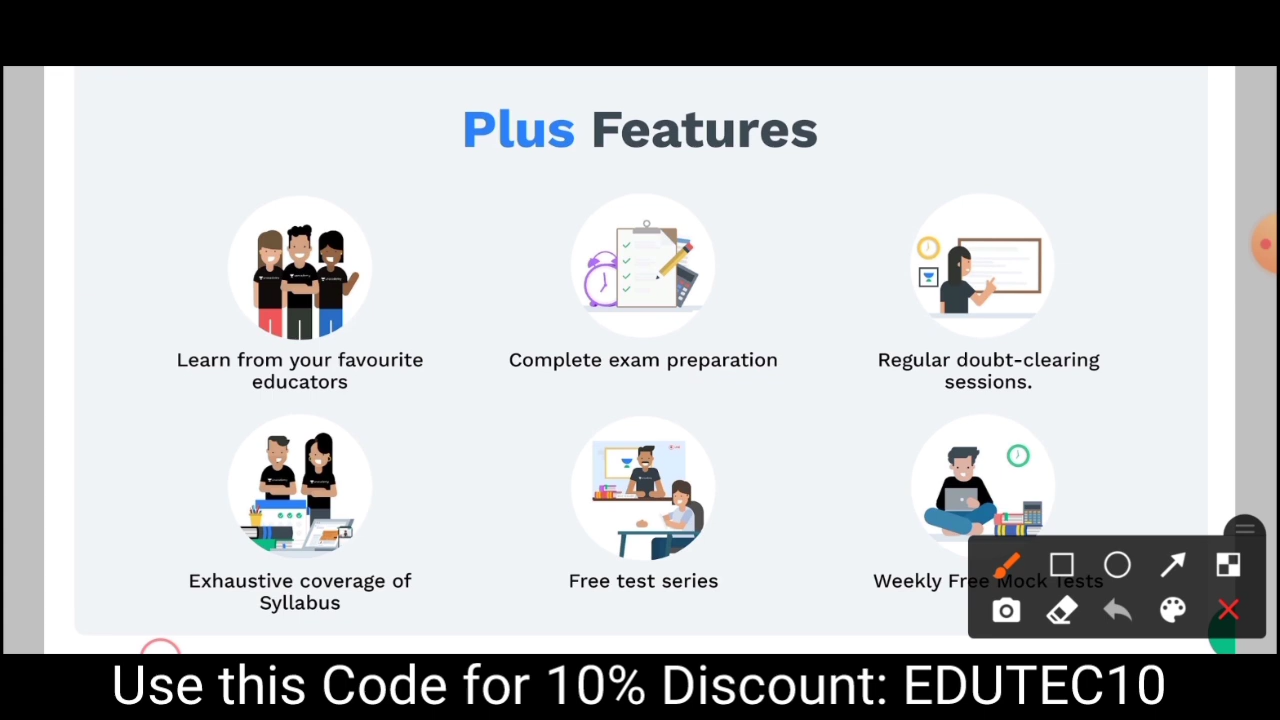 Plus Features
Learn from your favourite
educators
Complete exam preparation
Regular doubt-clearing
sessions.
Exhaustive coverage of
Syllabus
Free test series
Weekly Free Mock Tests
Use this Code for 10% Discount: EDUTEC10